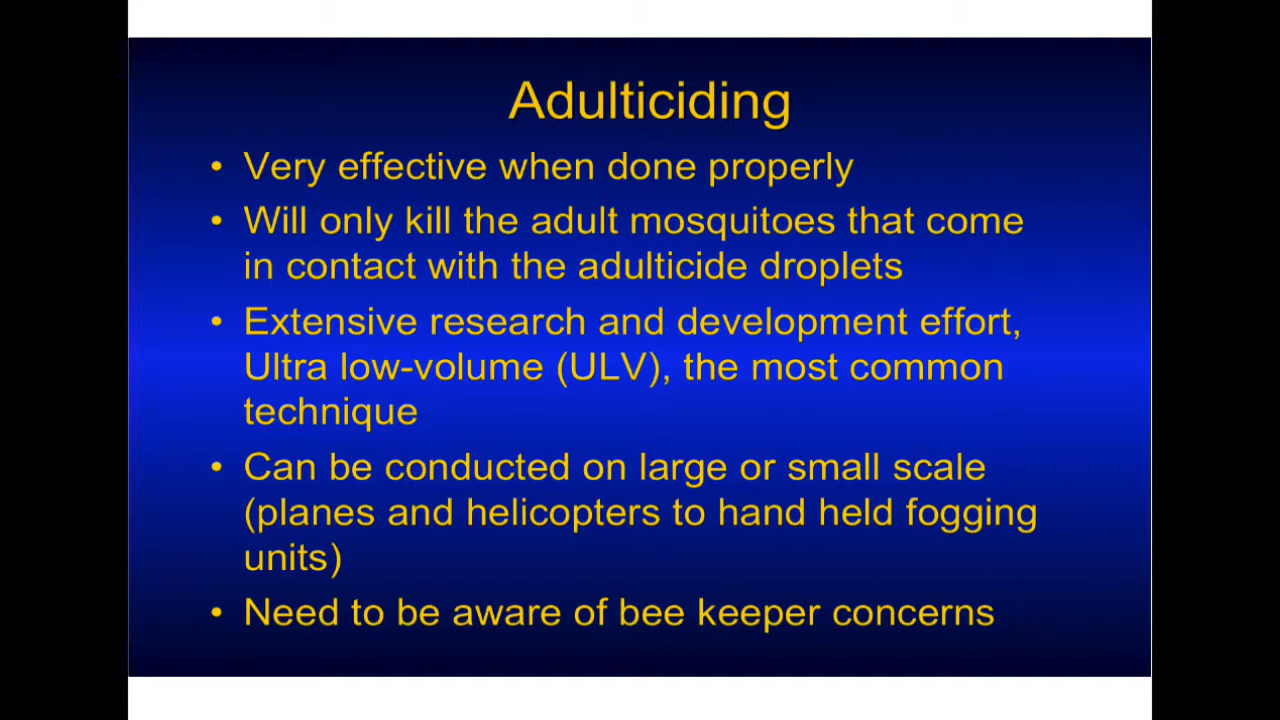 Adulticiding
• Very effective when done properly
• Will only kill the adult mosquitoes that come
in contact with the adulticide droplets
• Extensive research and development effort,
Ultra low-volume (ULV), the most common
technique
• Can be conducted on large or small scale
(planes and helicopters to hand held fogging
units)
• Need to be aware of bee keeper concerns